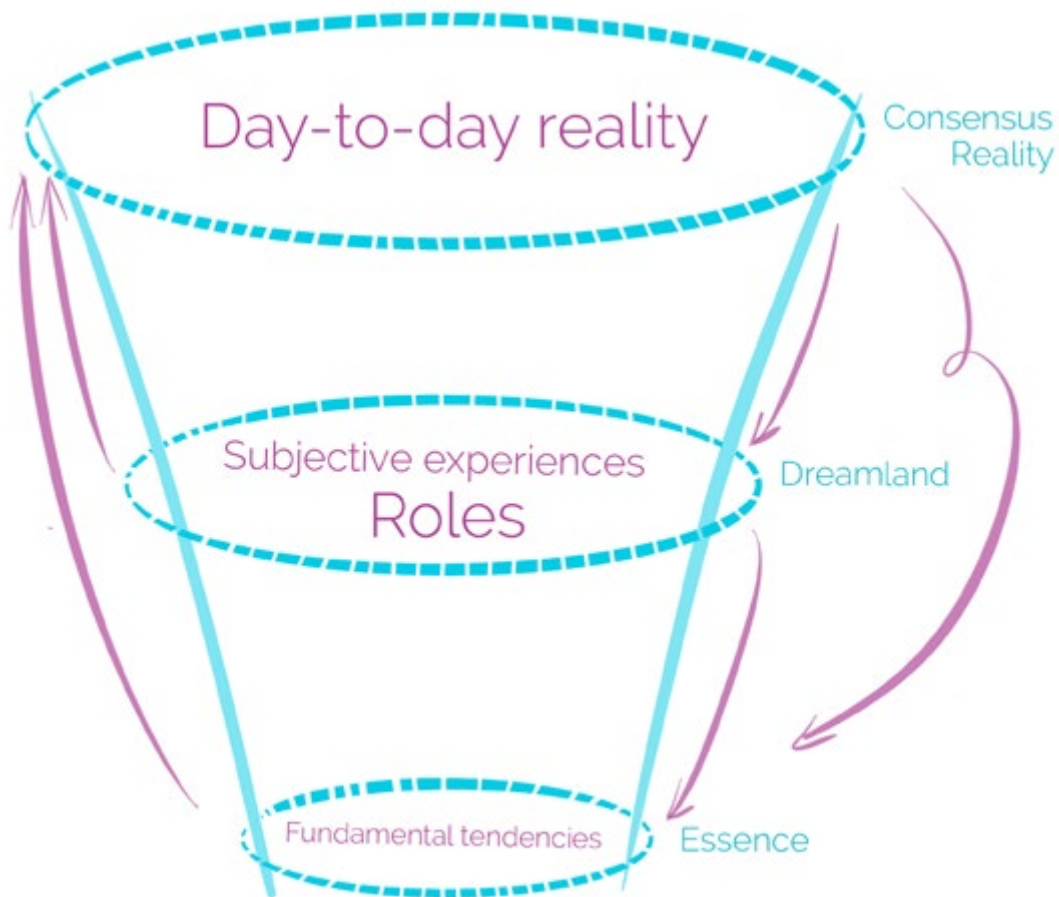 Day-to-day reality
Consensus
Reality
Subjective experiences
Roles
Dreamland
Fundamental tendencies
Essence